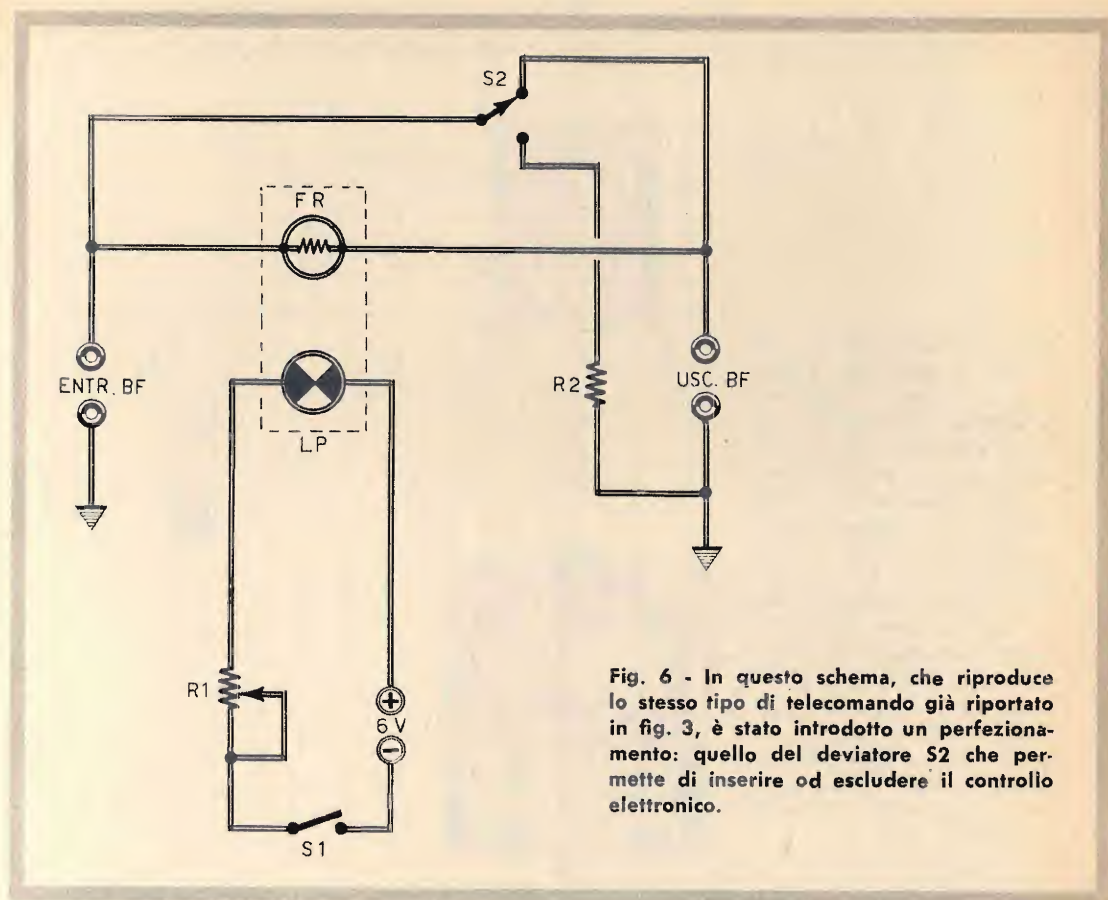 S2
FR
ENTR. BF
R2
USC. BF
LP
R1
+
6 V
−
S1
Fig. 6 - In questo schema, che riproduce
lo stesso tipo di telecomando già riportato
in fig. 3, è stato introdotto un perfeziona-
mento: quello del deviatore S2 che per-
mette di inserire od escludere il controllo
elettronico.